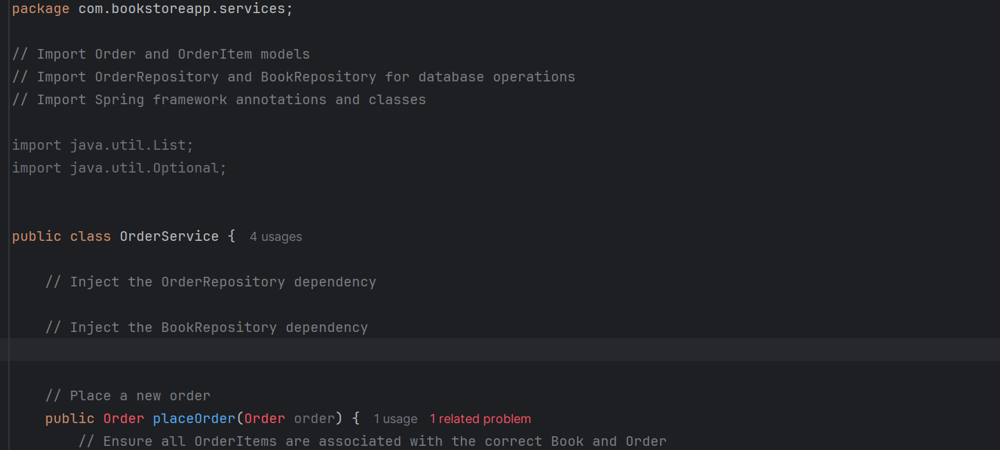 package com.bookstoreapp.services;
// Import Order and OrderItem models
// Import OrderRepository and BookRepository for database operations
// Import Spring framework annotations and classes
import java.util.List;
import java.util.Optional;
public class OrderService {  4 usages
// Inject the OrderRepository dependency
// Inject the BookRepository dependency
// Place a new order
public Order placeOrder(Order order) {  1 usage  1 related problem
// Ensure all OrderItems are associated with the correct Book and Order